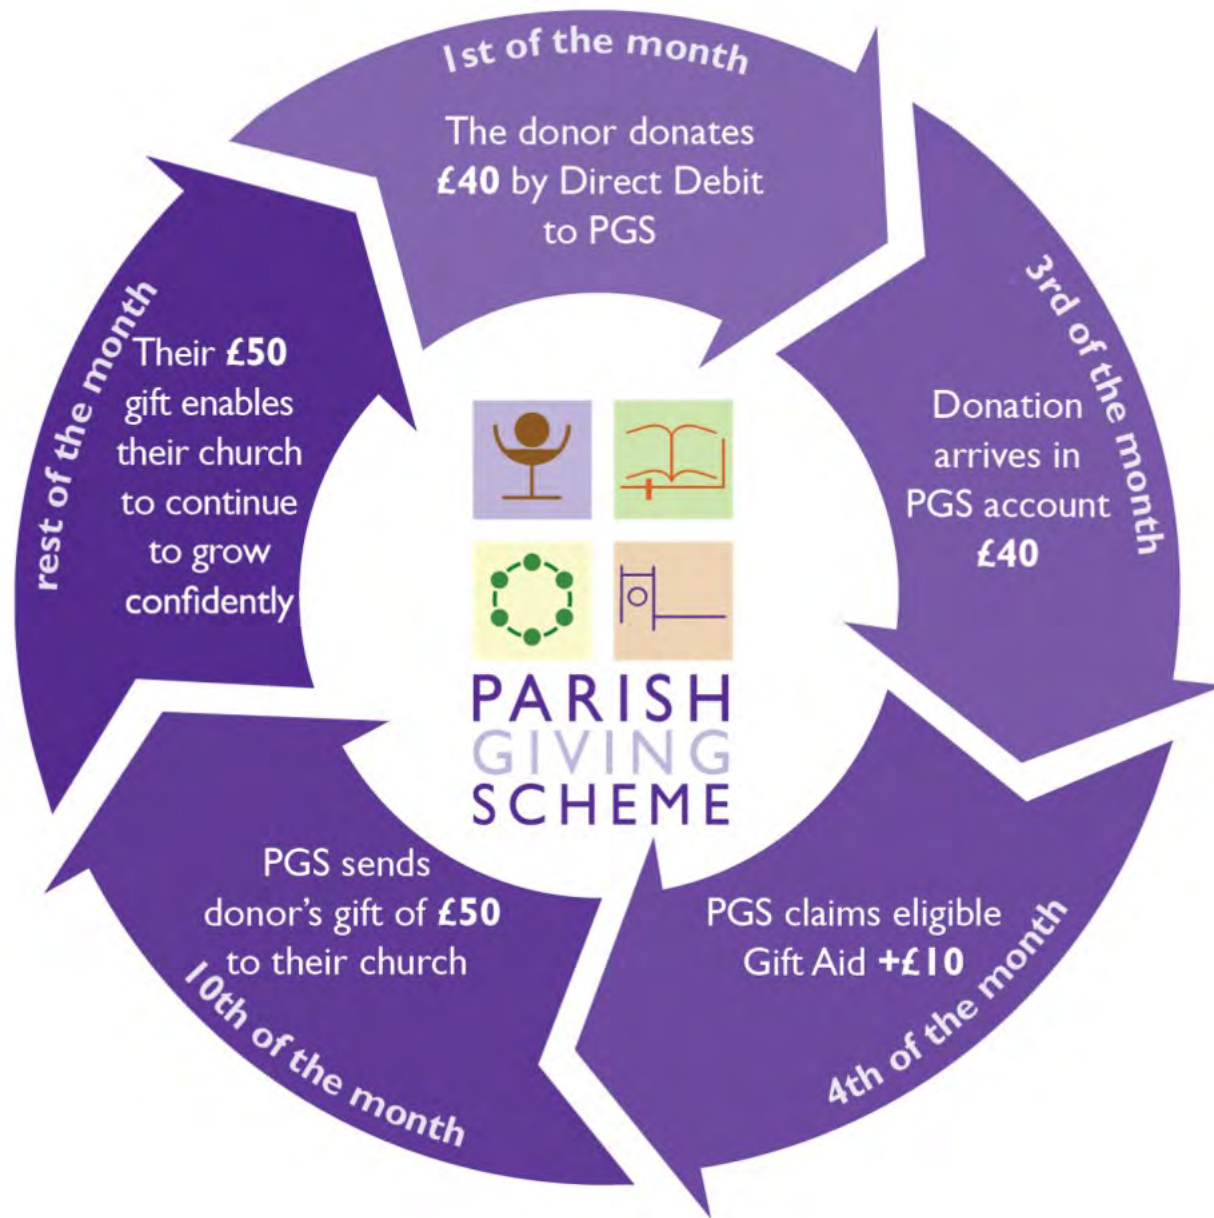 1st of the month
The donor donates
£40 by Direct Debit
to PGS
3rd of the month
Donation
arrives in
PGS account
£40
4th of the month
PGS claims eligible
Gift Aid +£10
10th of the month
PGS sends
donor's gift of £50
to their church
rest of the month
Their £50
gift enables
their church
to continue
to grow
confidently
PARISH
GIVING
SCHEME